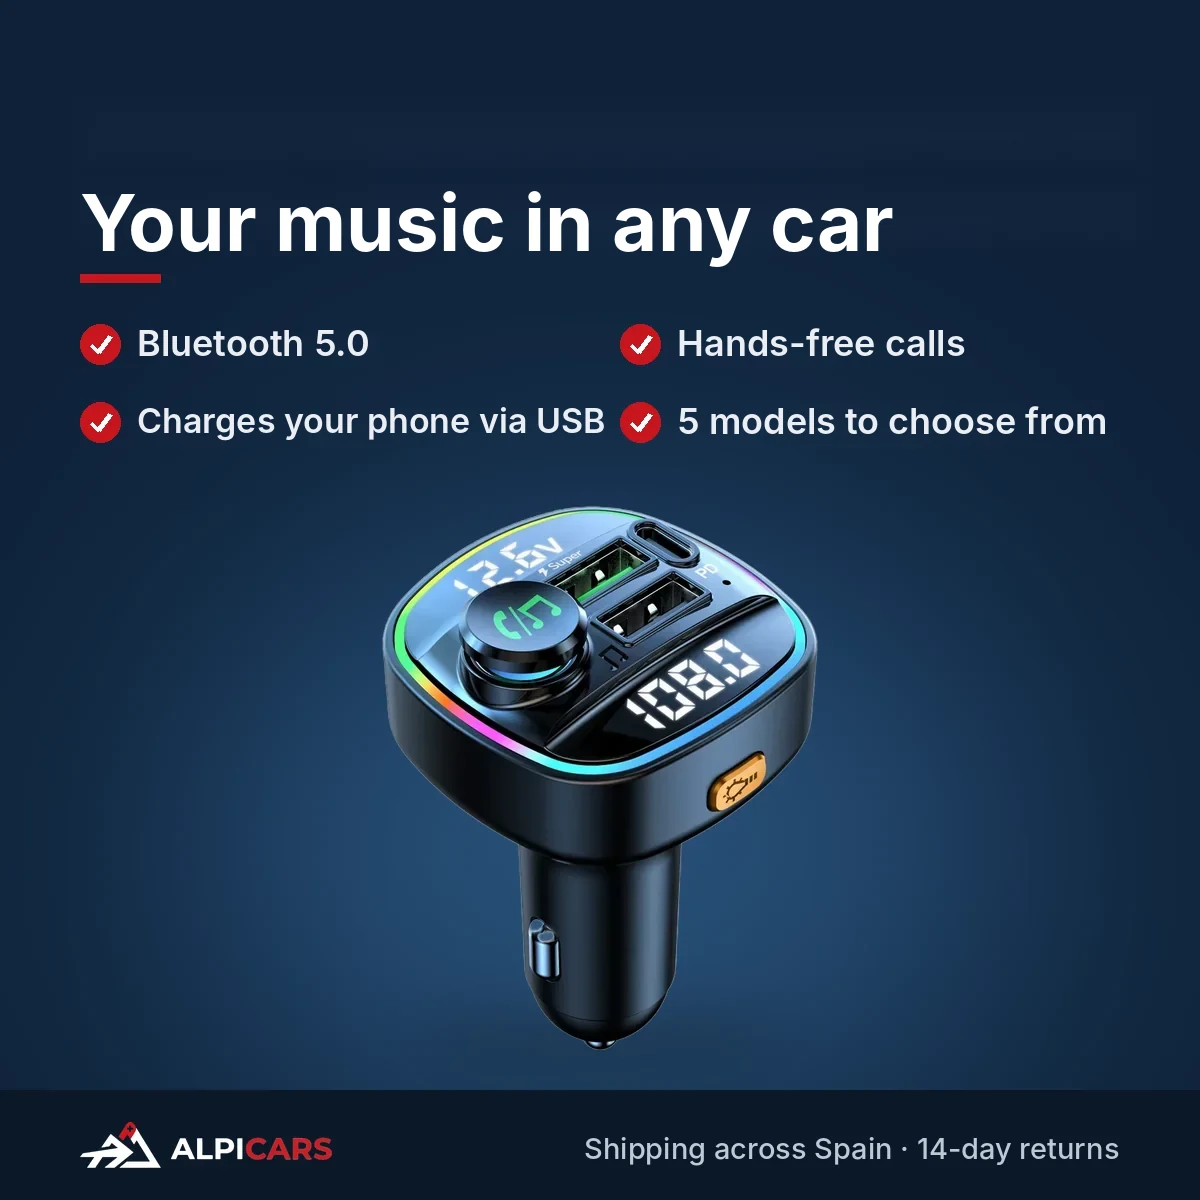 Your music in any car
Bluetooth 5.0
Hands-free calls
Charges your phone via USB
5 models to choose from
12.6V
Super
PD
108.0
ALPICARS
Shipping across Spain · 14-day returns